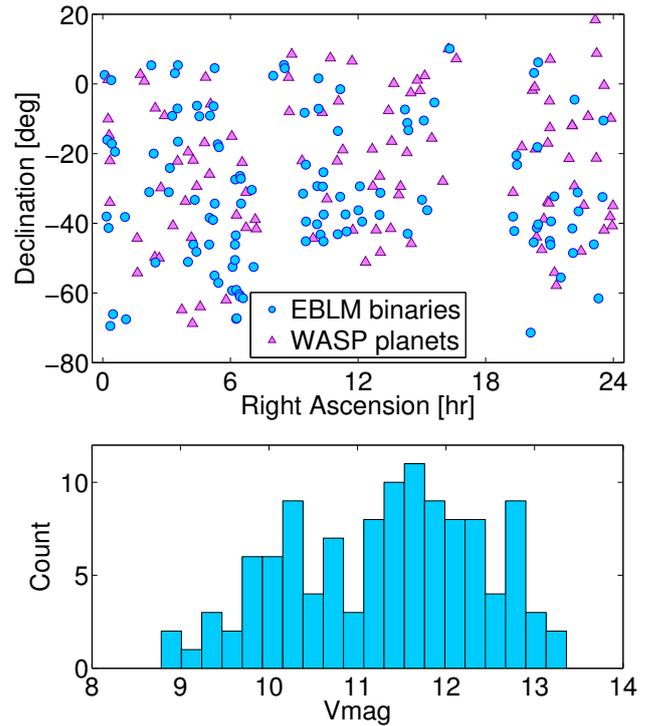 20
0
−20
−40
−60
−80
Declination [deg]
EBLM binaries
WASP planets
0 6 12 18 24
Right Ascension [hr]
10
5
0
Count
8 9 10 11 12 13 14
Vmag